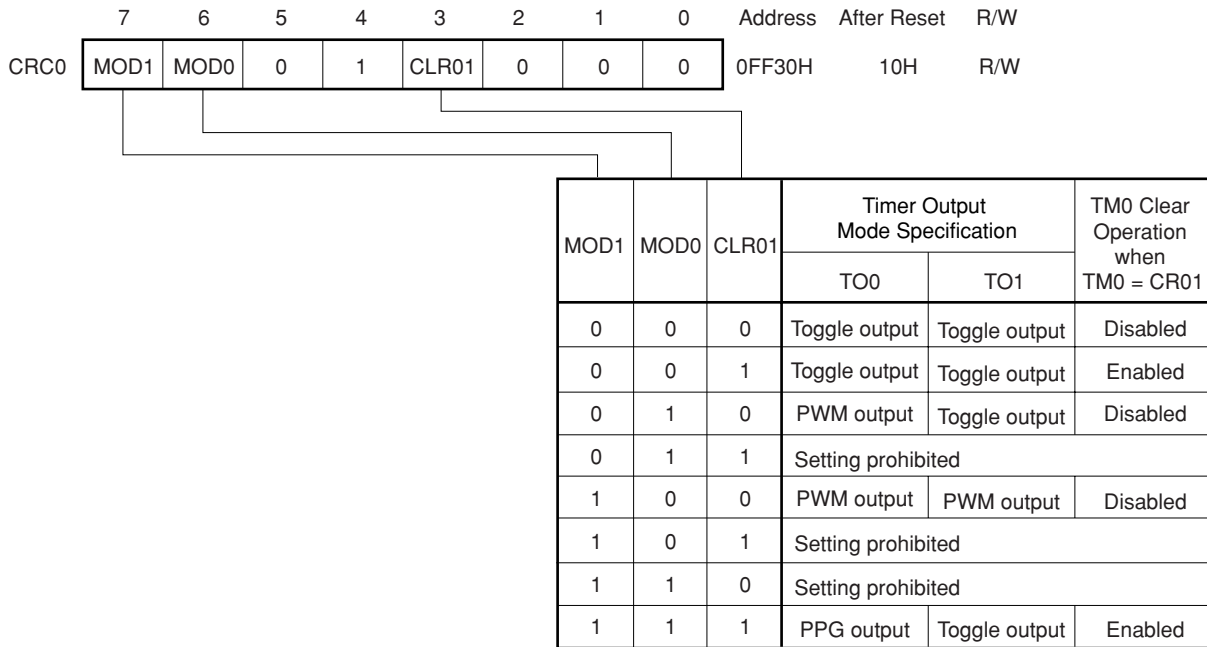 7 6 5 4 3 2 1 0 Address After Reset R/W
CRC0 MOD1 MOD0 0 1 CLR01 0 0 0 0FF30H 10H R/W
MOD1 MOD0 CLR01 Timer Output Mode Specification TM0 Clear Operation when TM0 = CR01
TO0 TO1
0 0 0 Toggle output Toggle output Disabled
0 0 1 Toggle output Toggle output Enabled
0 1 0 PWM output Toggle output Disabled
0 1 1 Setting prohibited
1 0 0 PWM output PWM output Disabled
1 0 1 Setting prohibited
1 1 0 Setting prohibited
1 1 1 PPG output Toggle output Enabled